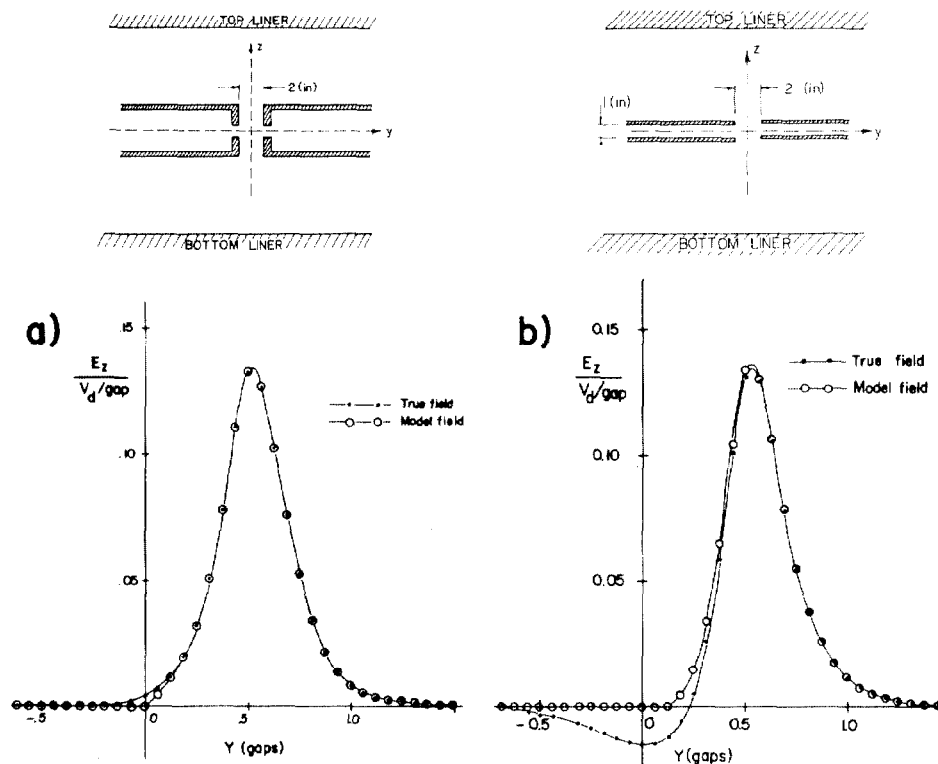 TOP LINER
z
2 (in)
y
BOTTOM LINER
TOP LINER
z
1 (in)
2 (in)
y
BOTTOM LINER
a)
.15
E_z
V_d/gap
.10
.05
True field
Model field
-.5
.0
.5
1.0
Y (gaps)
b)
0.15
E_z
V_d/gap
0.10
0.05
True field
Model field
-0.5
0
0.5
1.0
Y (gaps)